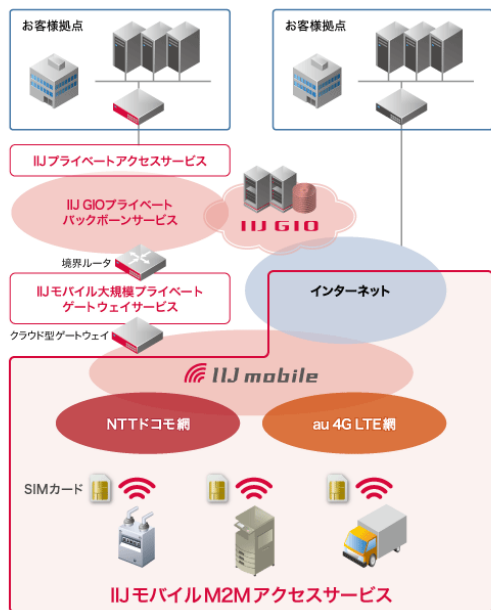 お客様拠点
お客様拠点
IIJプライベートアクセスサービス
IIJ GIOプライベート
バックボーンサービス
IIJ GIO
境界ルータ
IIJモバイル大規模プライベート
ゲートウェイサービス
インターネット
クラウド型ゲートウェイ
IIJ mobile
NTTドコモ網
au 4G LTE網
SIMカード
IIJモバイルM2Mアクセスサービス